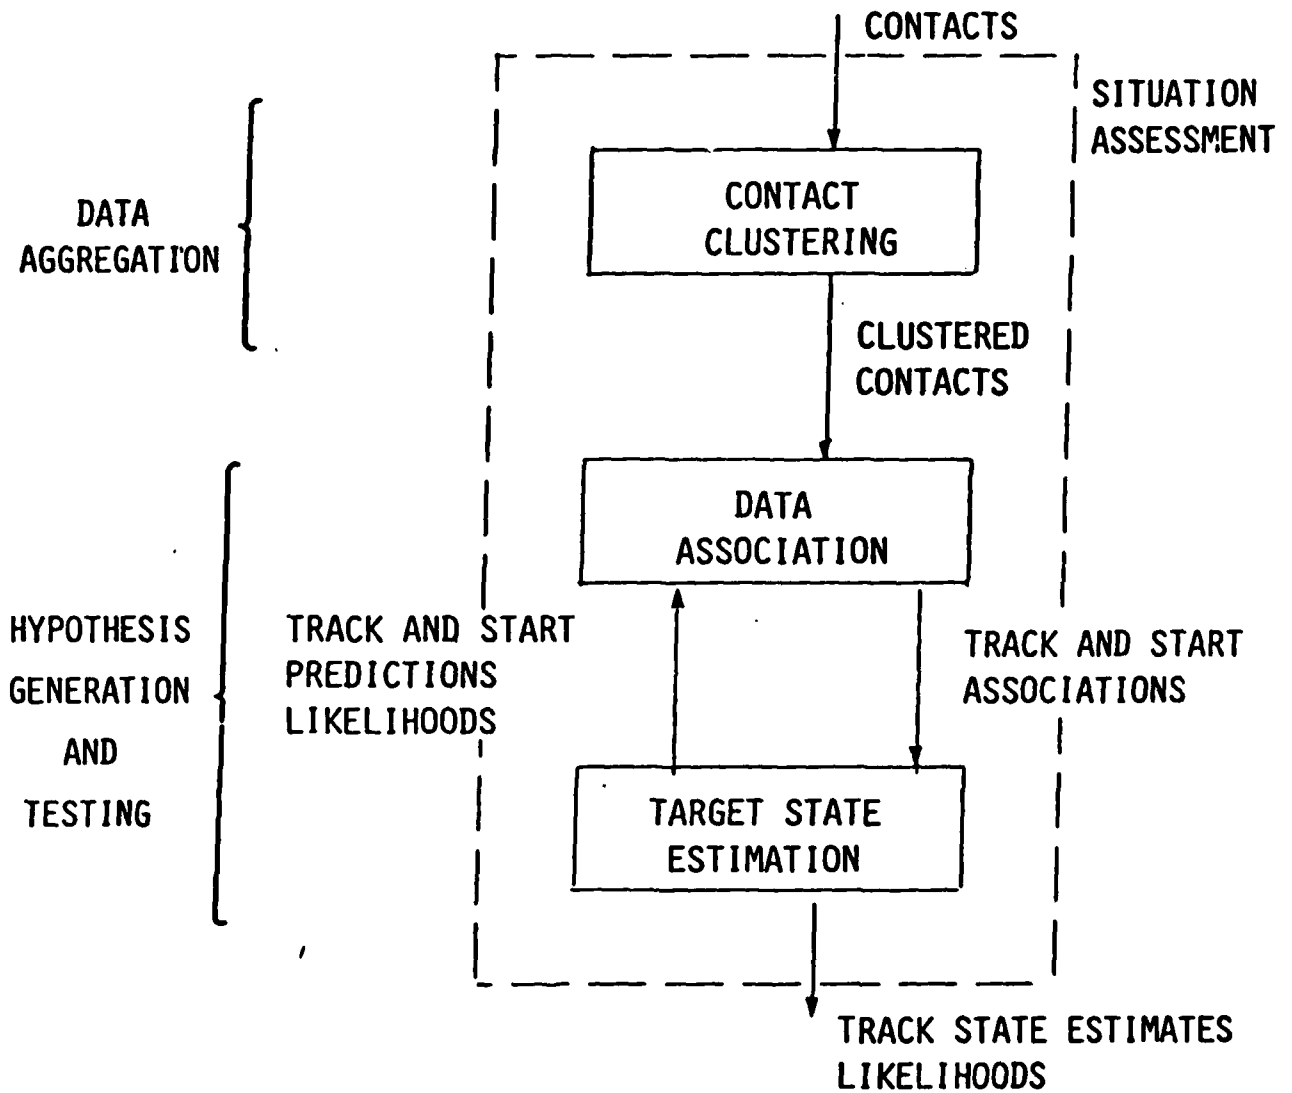 CONTACTS
SITUATION
ASSESSMENT
CONTACT
CLUSTERING
DATA
AGGREGATION
CLUSTERED
CONTACTS
DATA
ASSOCIATION
HYPOTHESIS
GENERATION
AND
TESTING
TRACK AND START
PREDICTIONS
LIKELIHOODS
TRACK AND START
ASSOCIATIONS
TARGET STATE
ESTIMATION
TRACK STATE ESTIMATES
LIKELIHOODS